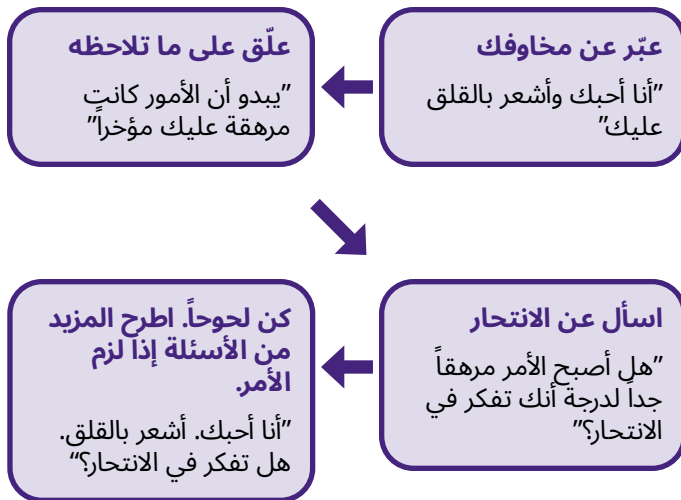 عبّر عن مخاوفك
"أنا أحبك وأشعر بالقلق
عليك"
علّق على ما تلاحظه
"يبدو أن الأمور كانت
مرهقة عليك مؤخراً"
اسأل عن الانتحار
"هل أصبح الأمر مرهقاً
جداً لدرجة أنك تفكر في
الانتحار؟"
كن لحوحاً. اطرح المزيد
من الأسئلة إذا لزم
الأمر.
"أنا أحبك. أشعر بالقلق.
هل تفكر في الانتحار؟"